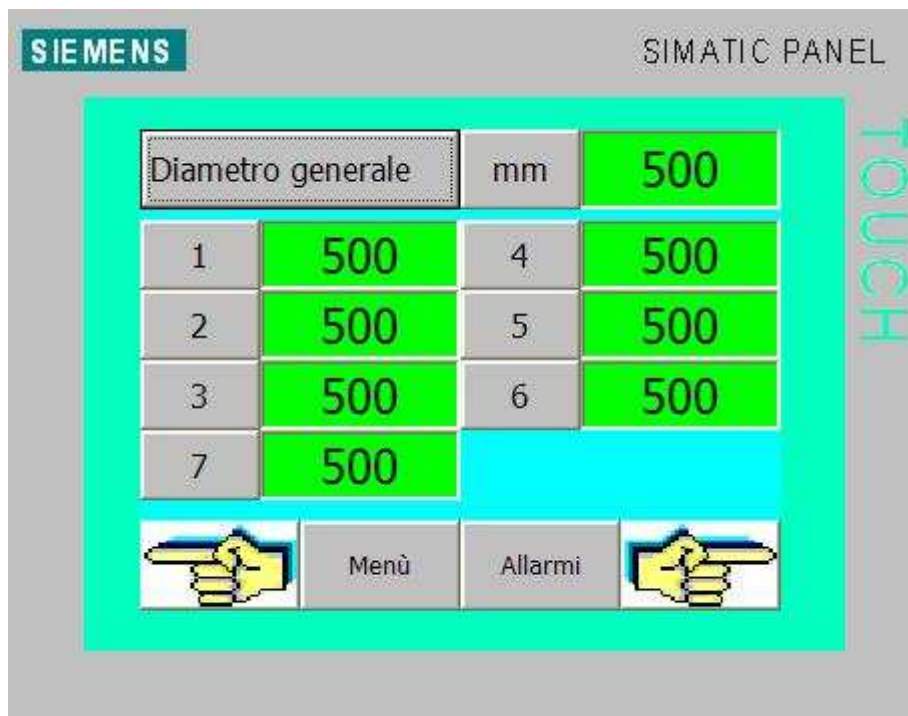 SIEMENS SIMATIC PANEL
TOUCH
Diametro generale mm 500
1 500 4 500
2 500 5 500
3 500 6 500
7 500
Menù Allarmi